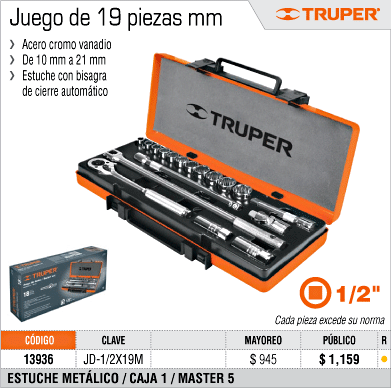 Juego de 19 piezas mm
TRUPER®
Acero cromo vanadio
De 10 mm a 21 mm
Estuche con bisagra
de cierre automático
TRUPER
TRUPER
1/2"
Cada pieza excede su norma
CÓDIGO CLAVE MAYOREO PÚBLICO R
13936 JD-1/2X19M $ 945 $ 1,159
ESTUCHE METÁLICO / CAJA 1 / MASTER 5